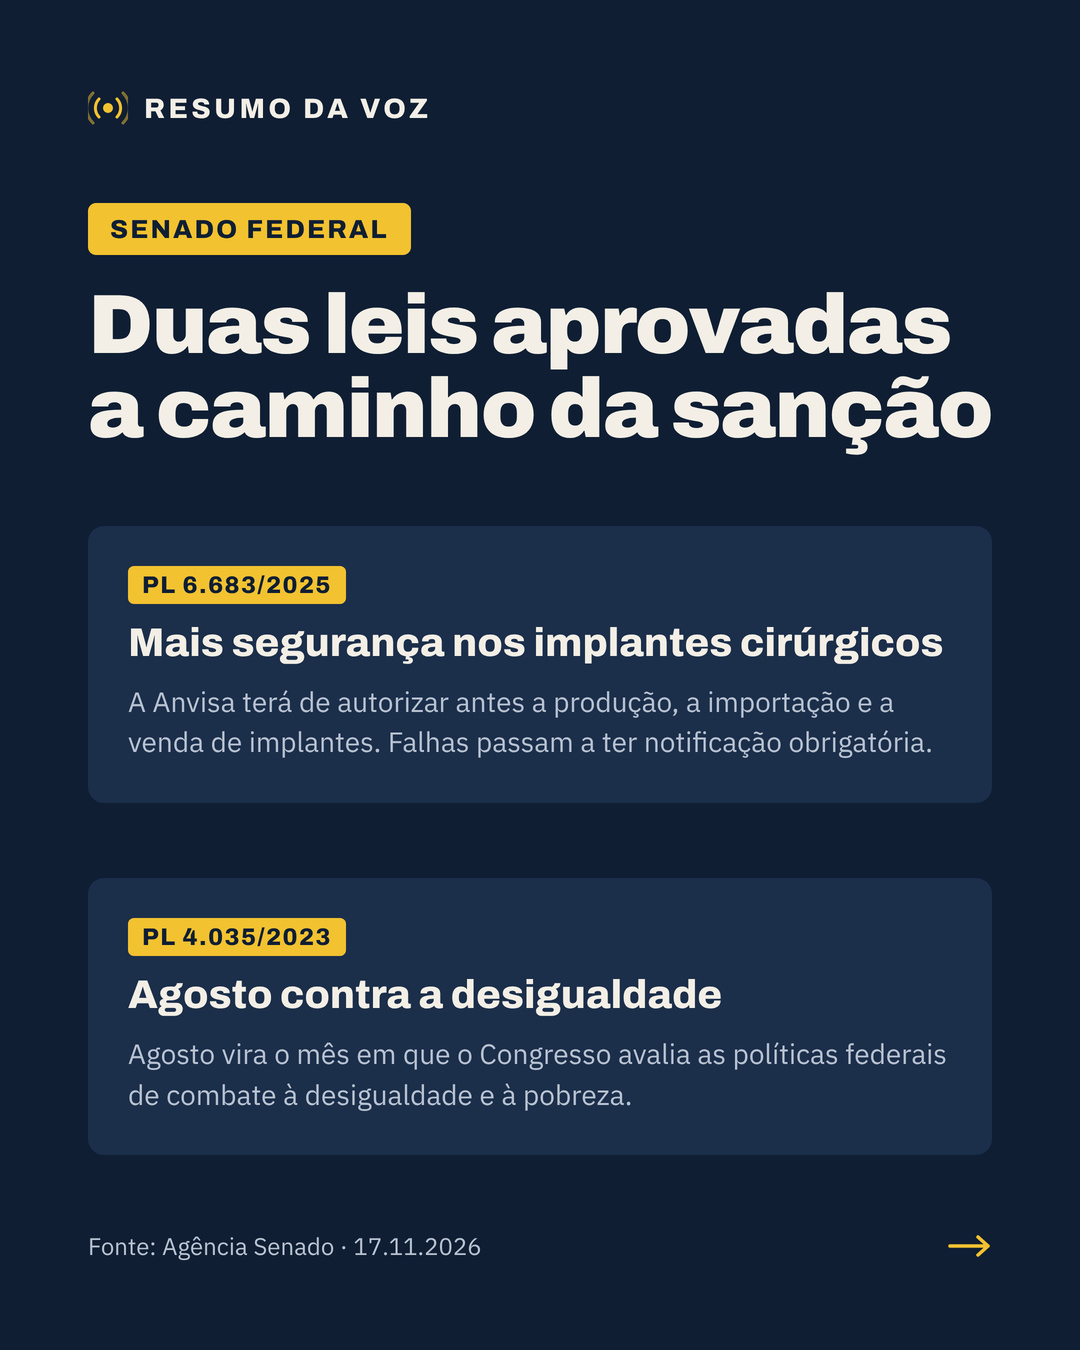 RESUMO DA VOZ
SENADO FEDERAL
Duas leis aprovadas
a caminho da sanção
PL 6.683/2025
Mais segurança nos implantes cirúrgicos
A Anvisa terá de autorizar antes a produção, a importação e a
venda de implantes. Falhas passam a ter notificação obrigatória.
PL 4.035/2023
Agosto contra a desigualdade
Agosto vira o mês em que o Congresso avalia as políticas federais
de combate à desigualdade e à pobreza.
Fonte: Agência Senado · 17.11.2026